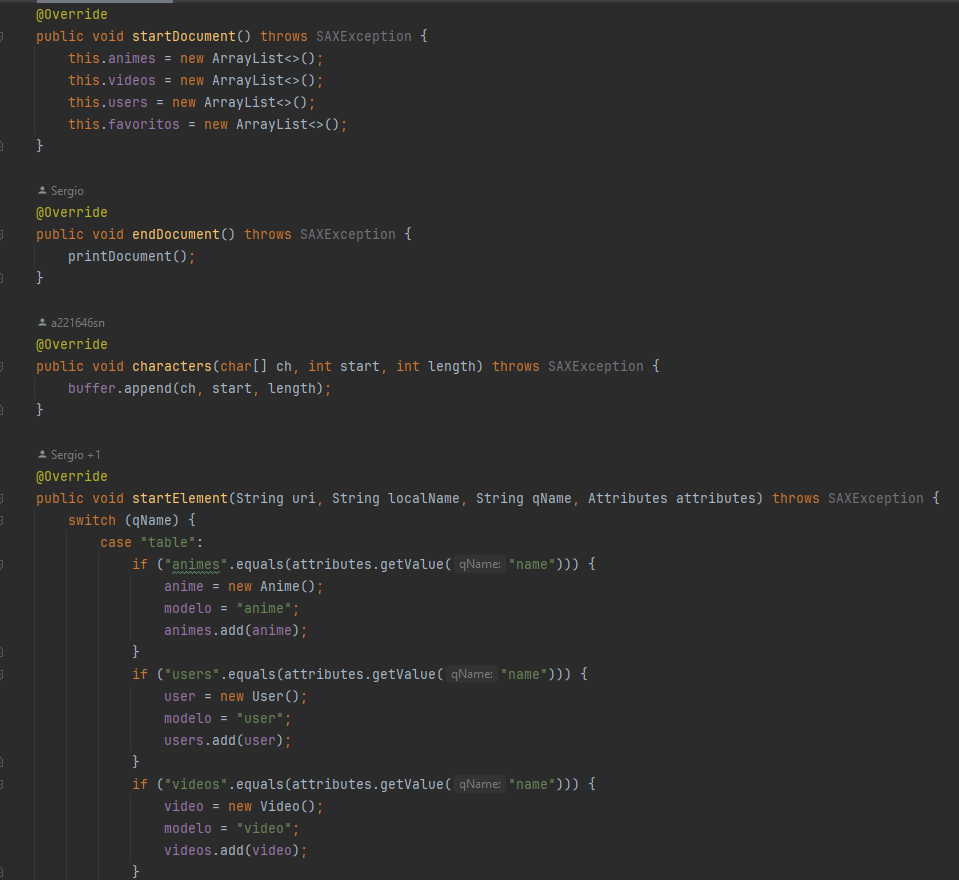 @Override
public void startDocument() throws SAXException {
this.animes = new ArrayList<>();
this.videos = new ArrayList<>();
this.users = new ArrayList<>();
this.favoritos = new ArrayList<>();
}
Sergio
@Override
public void endDocument() throws SAXException {
printDocument();
}
a221646sn
@Override
public void characters(char[] ch, int start, int length) throws SAXException {
buffer.append(ch, start, length);
}
Sergio +1
@Override
public void startElement(String uri, String localName, String qName, Attributes attributes) throws SAXException {
switch (qName) {
case "table":
if ("animes".equals(attributes.getValue( qName: "name"))) {
anime = new Anime();
modelo = "anime";
animes.add(anime);
}
if ("users".equals(attributes.getValue( qName: "name"))) {
user = new User();
modelo = "user";
users.add(user);
}
if ("videos".equals(attributes.getValue( qName: "name"))) {
video = new Video();
modelo = "video";
videos.add(video);
}